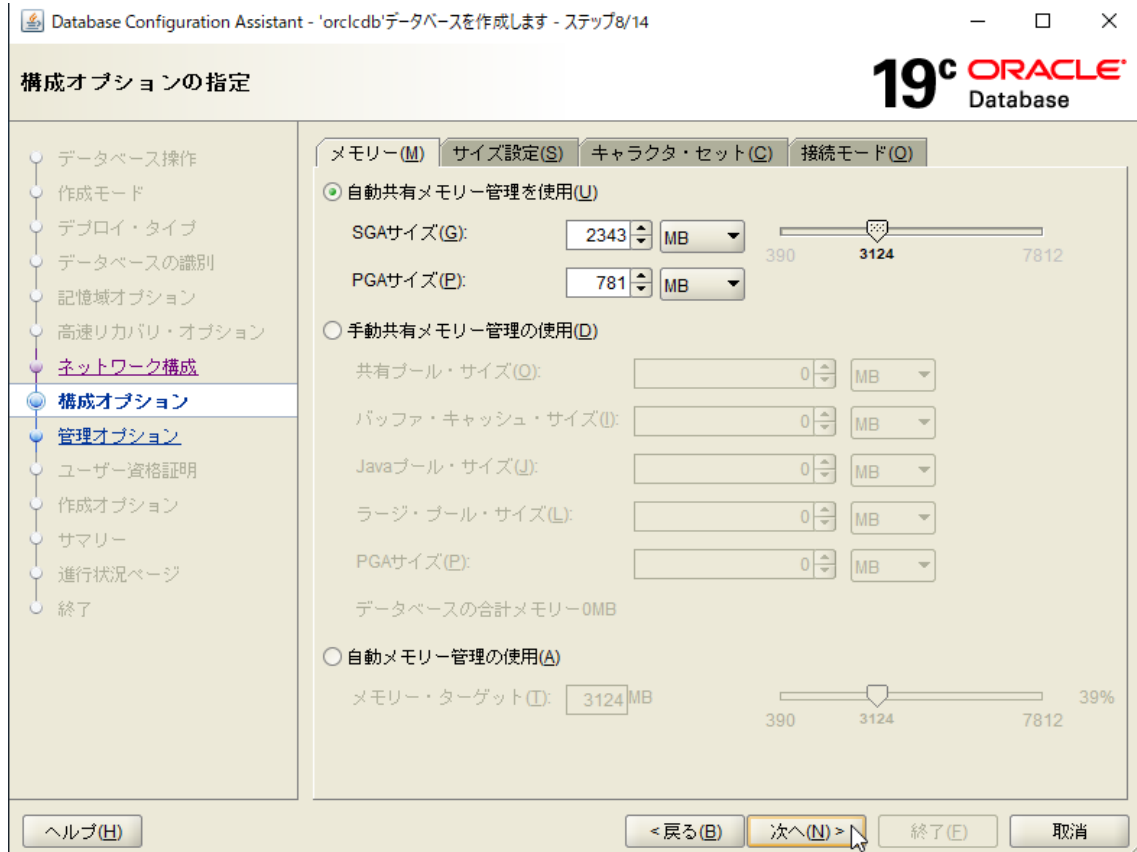 Database Configuration Assistant - 'orclcdb'データベースを作成します - ステップ8/14
構成オプションの指定
19c ORACLE Database
データベース操作
作成モード
デプロイ・タイプ
データベースの識別
記憶域オプション
高速リカバリ・オプション
ネットワーク構成
構成オプション
管理オプション
ユーザー資格証明
作成オプション
サマリー
進行状況ページ
終了
メモリー(M) サイズ設定(S) キャラクタ・セット(C) 接続モード(O)
自動共有メモリー管理を使用(U)
SGAサイズ(G): 2343 MB
390 3124 7812
PGAサイズ(P): 781 MB
手動共有メモリー管理の使用(D)
共有プール・サイズ(O): 0 MB
バッファ・キャッシュ・サイズ(I): 0 MB
Javaプール・サイズ(J): 0 MB
ラージ・プール・サイズ(L): 0 MB
PGAサイズ(P): 0 MB
データベースの合計メモリー0MB
自動メモリー管理の使用(A)
メモリー・ターゲット(T): 3124 MB 39%
390 3124 7812
ヘルプ(H) <戻る(B) 次へ(N)> 終了(F) 取消